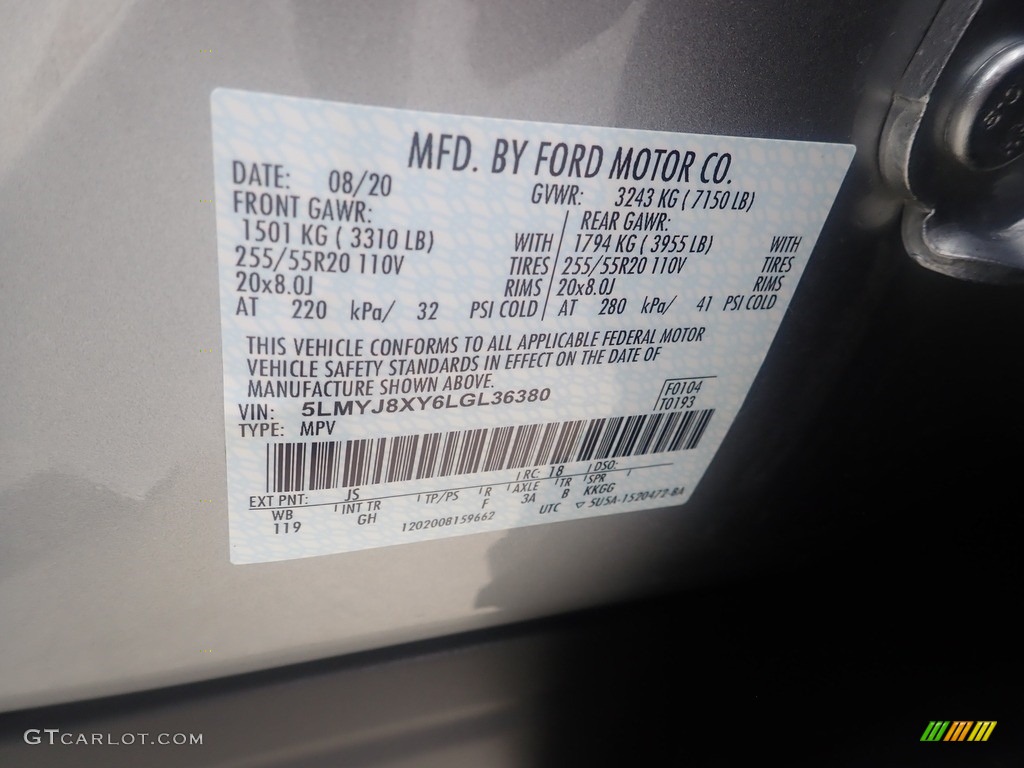 MFD. BY FORD MOTOR CO.
DATE: 08/20 GVWR: 3243 KG ( 7150 LB)
FRONT GAWR: REAR GAWR:
1501 KG ( 3310 LB) WITH 1794 KG ( 3955 LB) WITH
255/55R20 110V TIRES 255/55R20 110V TIRES
20x8.0J RIMS 20x8.0J RIMS
AT 220 kPa/ 32 PSI COLD AT 280 kPa/ 41 PSI COLD
THIS VEHICLE CONFORMS TO ALL APPLICABLE FEDERAL MOTOR
VEHICLE SAFETY STANDARDS IN EFFECT ON THE DATE OF
MANUFACTURE SHOWN ABOVE.
VIN: 5LMYJ8XY6LGL36380 F0104
TYPE: MPV T0193
RC: 18 DSO:
EXT PNT: JS
WB INT TR TP/PS R AXLE TR SPR
119 GH F 3A B KKGG
1202008159662 UTC 5USA-1520472-BA
GTCARLOT.COM